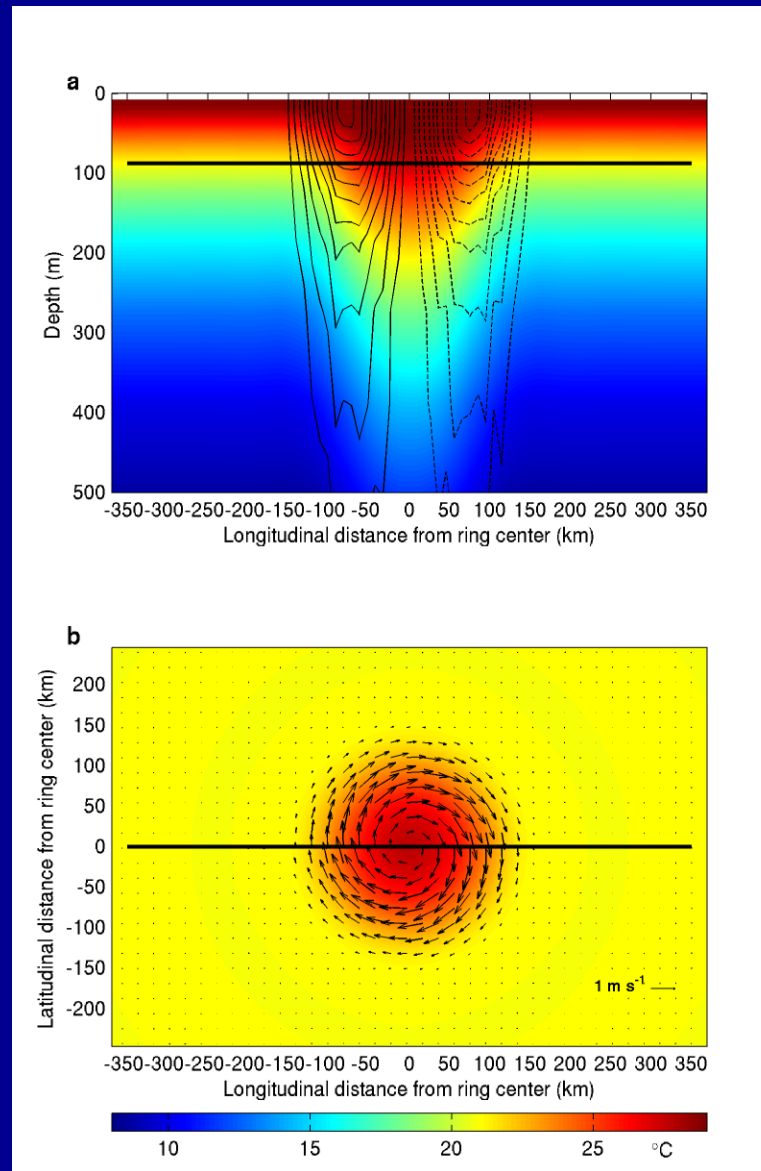 a
0
100
200
300
400
500
Depth (m)
-350-300-250-200-150-100 -50 0 50 100 150 200 250 300 350
Longitudinal distance from ring center (km)
b
200
150
100
50
0
-50
-100
-150
-200
Latitudinal distance from ring center (km)
1 m s⁻¹
-350-300-250-200-150-100 -50 0 50 100 150 200 250 300 350
Longitudinal distance from ring center (km)
10 15 20 25 °C